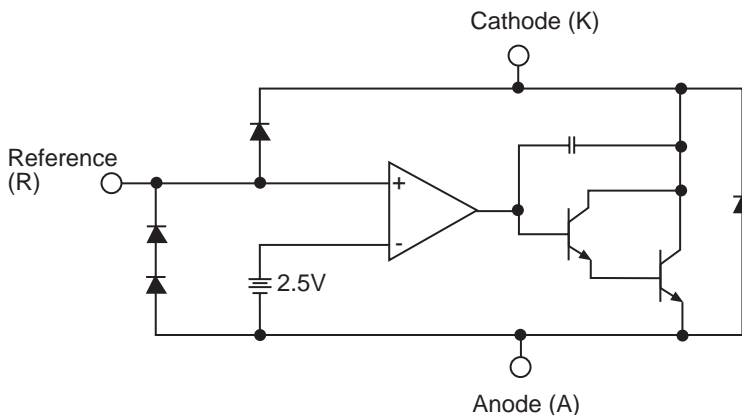 Cathode (K)
Reference
(R)
+
-
2.5V
Anode (A)